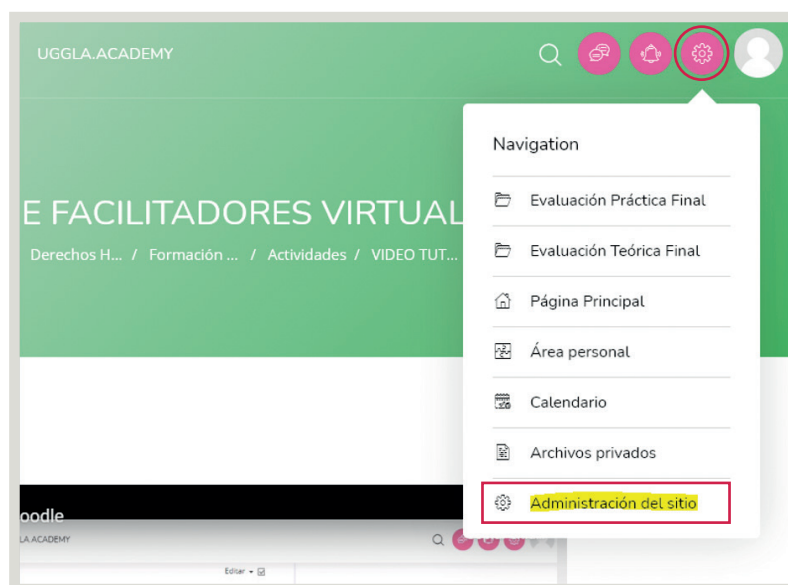 UGGLA.ACADEMY
Navigation
E FACILITADORES VIRTUAL
Derechos H... / Formación ... / Actividades / VIDEO TUT...
Evaluación Práctica Final
Evaluación Teórica Final
Página Principal
Área personal
Calendario
Archivos privados
Administración del sitio
oodle
LA.ACADEMY
Editar